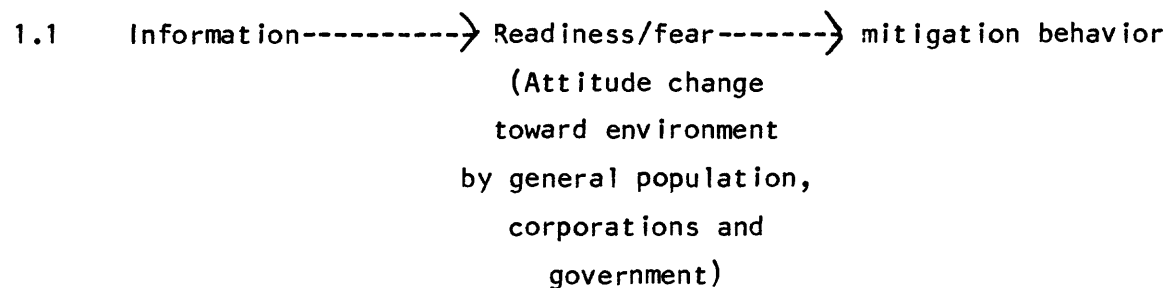 1.1 Information----------> Readiness/fear-------> mitigation behavior
(Attitude change
toward environment
by general population,
corporations and
government)